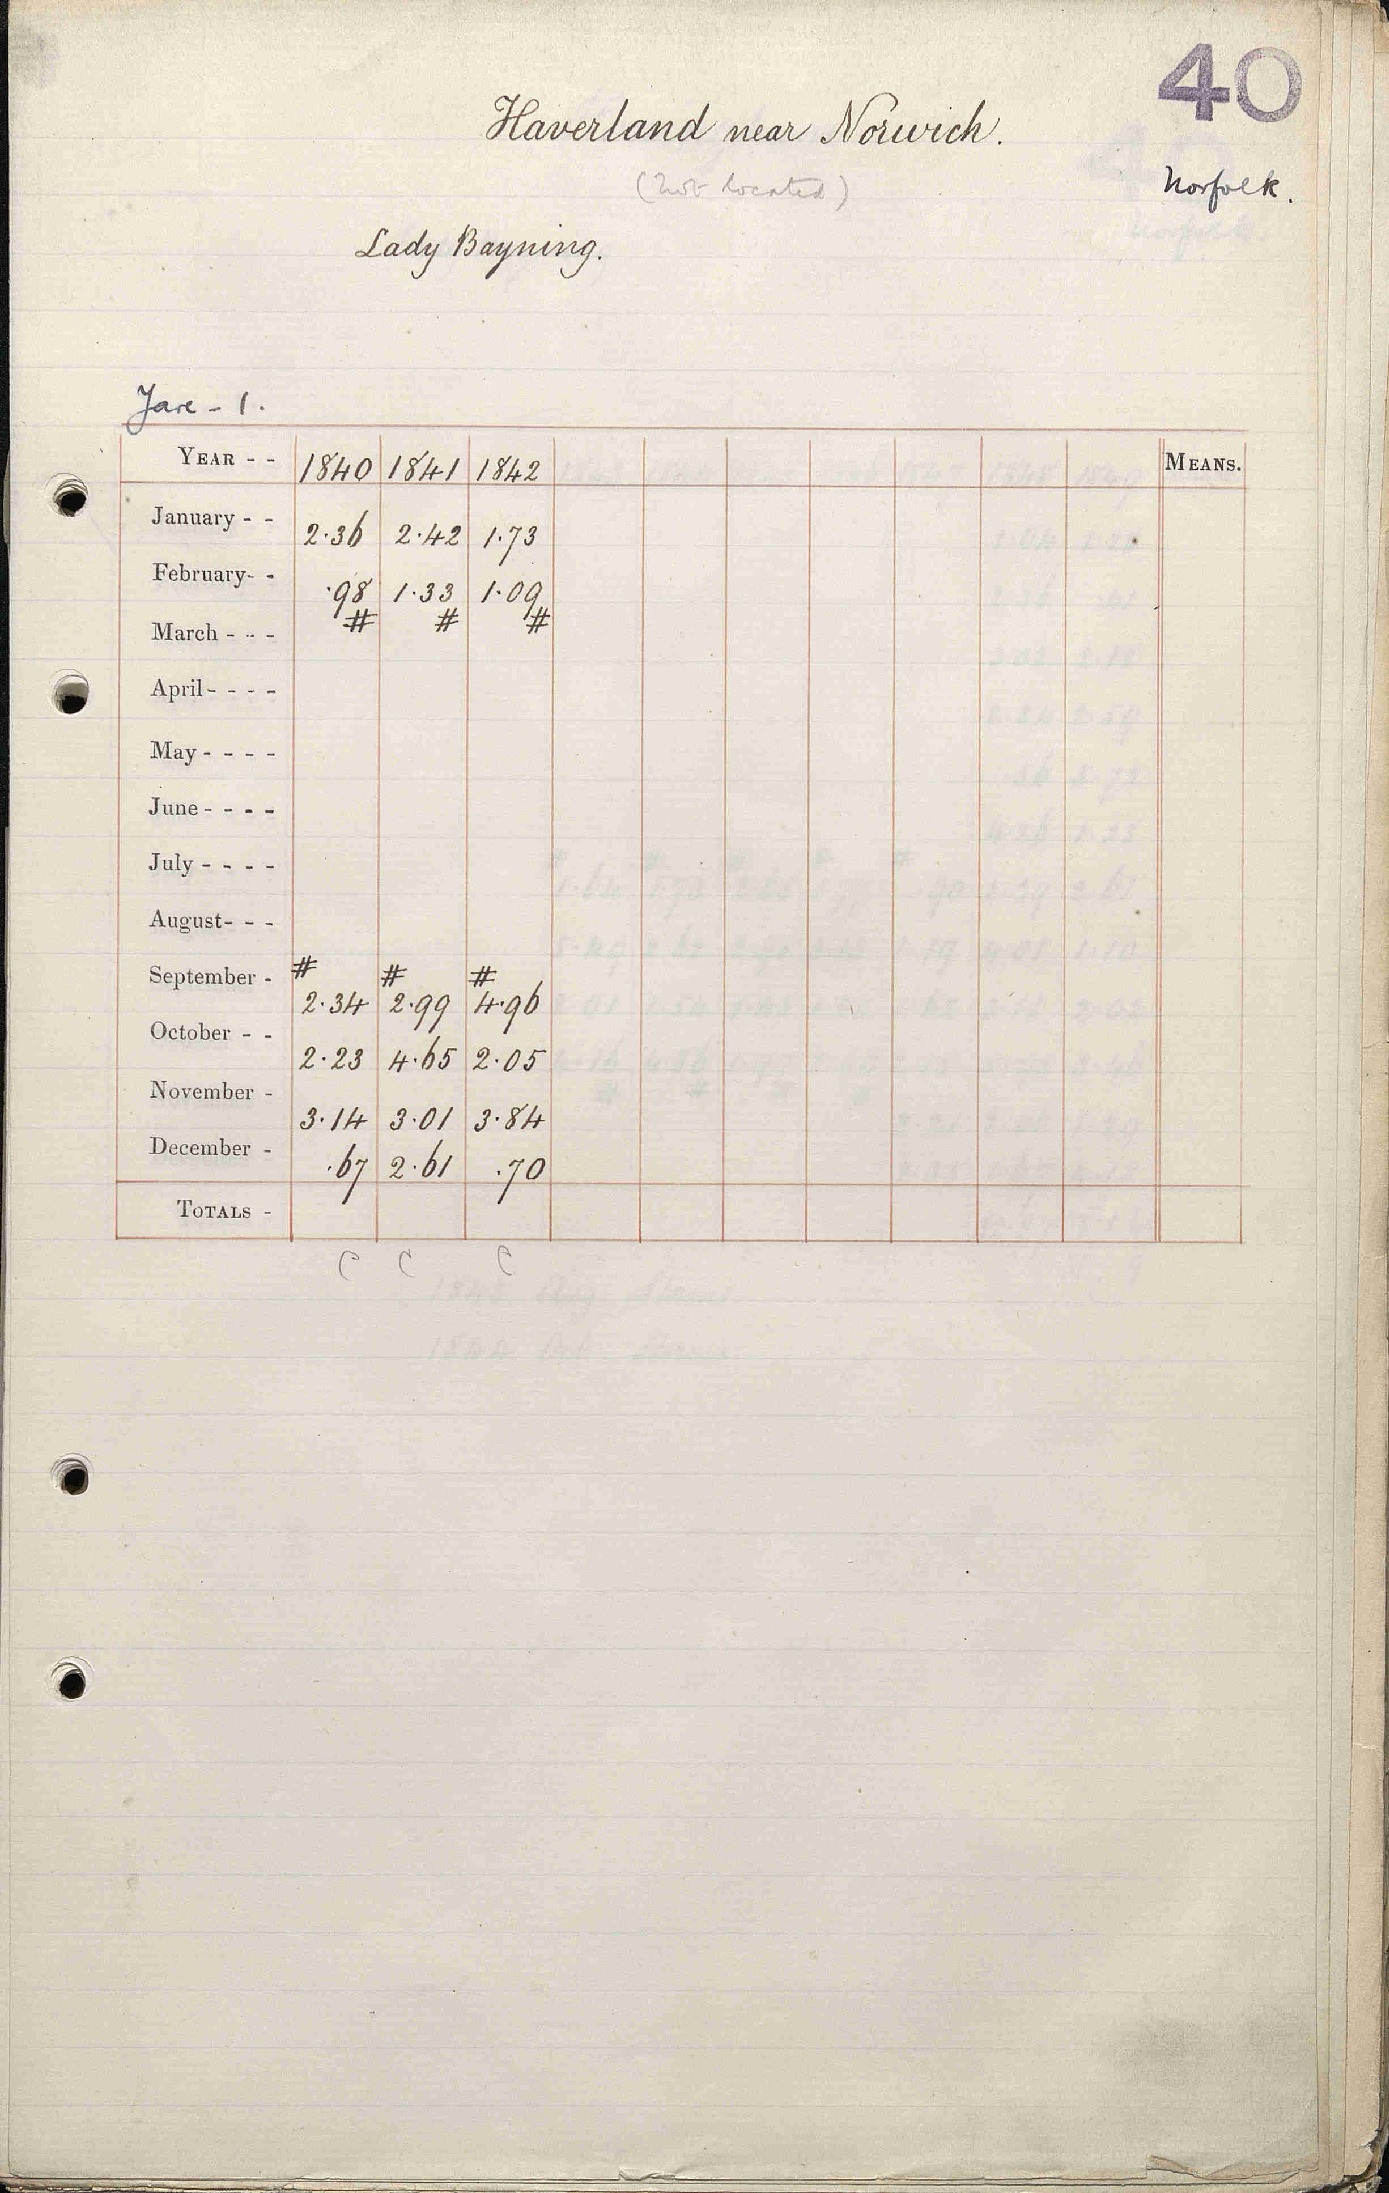 40
Haverland near Norwich.
(not located)
Norfolk.
Lady Bayning.
Yare - 1.
YEAR - - 1840 1841 1842 MEANS.
January - - 2.36 2.42 1.73
February - - .98 1.33 1.09
# # #
March - - -
April - - - -
May - - - -
June - - - -
July - - - -
August - - -
# # #
September - 2.34 2.99 4.96
October - - 2.23 4.65 2.05
November - 3.14 3.01 3.84
December - .67 2.61 .70
TOTALS -
C C C